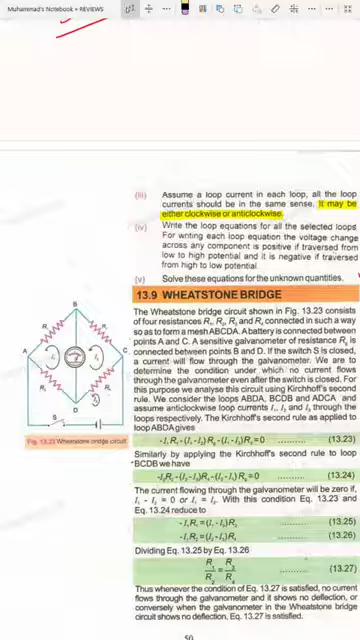 Muhammad's Notebook • REVIEWS
(iii) Assume a loop current in each loop, all the loop
currents should be in the same sense. It may be
either clockwise or anticlockwise.
(iv) Write the loop equations for all the selected loops.
For writing each loop equation the voltage change
across any component is positive if traversed from
low to high potential and it is negative if traversed
from high to low potential.
(v) Solve these equations for the unknown quantities.
13.9 WHEATSTONE BRIDGE
The Wheatstone bridge circuit shown in Fig. 13.23 consists
of four resistances R₁, R₂, R₃ and R₄ connected in such a way
so as to form a mesh ABCDA. A battery is connected between
points A and C. A sensitive galvanometer of resistance Rg is
connected between points B and D. If the switch S is closed,
a current will flow through the galvanometer. We are to
determine the condition under which no current flows
through the galvanometer even after the switch is closed. For
this purpose we analyse this circuit using Kirchhoff's second
rule. We consider the loops ABDA, BCDB and ADCA and
assume anticlockwise loop currents I₁, I₂ and I₃ through the
loops respectively. The Kirchhoff's second rule as applied to
loop ABDA gives
(13.23)
Similarly by applying the Kirchhoff's second rule to loop
BCDB we have
(13.24)
The current flowing through the galvanometer will be zero if,
I₁ - I₂ = 0 or I₁ = I₂. With this condition Eq. 13.23 and
Eq. 13.24 reduce to
-I₁R₁=(I₁-I₃)R₃ (13.25)
-I₁R₂=(I₁-I₃)R₄ (13.26)
Dividing Eq. 13.25 by Eq. 13.26
R₁/R₂ = R₃/R₄ (13.27)
Thus whenever the condition of Eq. 13.27 is satisfied, no current
flows through the galvanometer and it shows no deflection, or
conversely when the galvanometer in the Wheatstone bridge
circuit shows no deflection, Eq. 13.27 is satisfied.
B
A
C
D
S
Fig. 13.23 Wheatstone bridge circuit
50